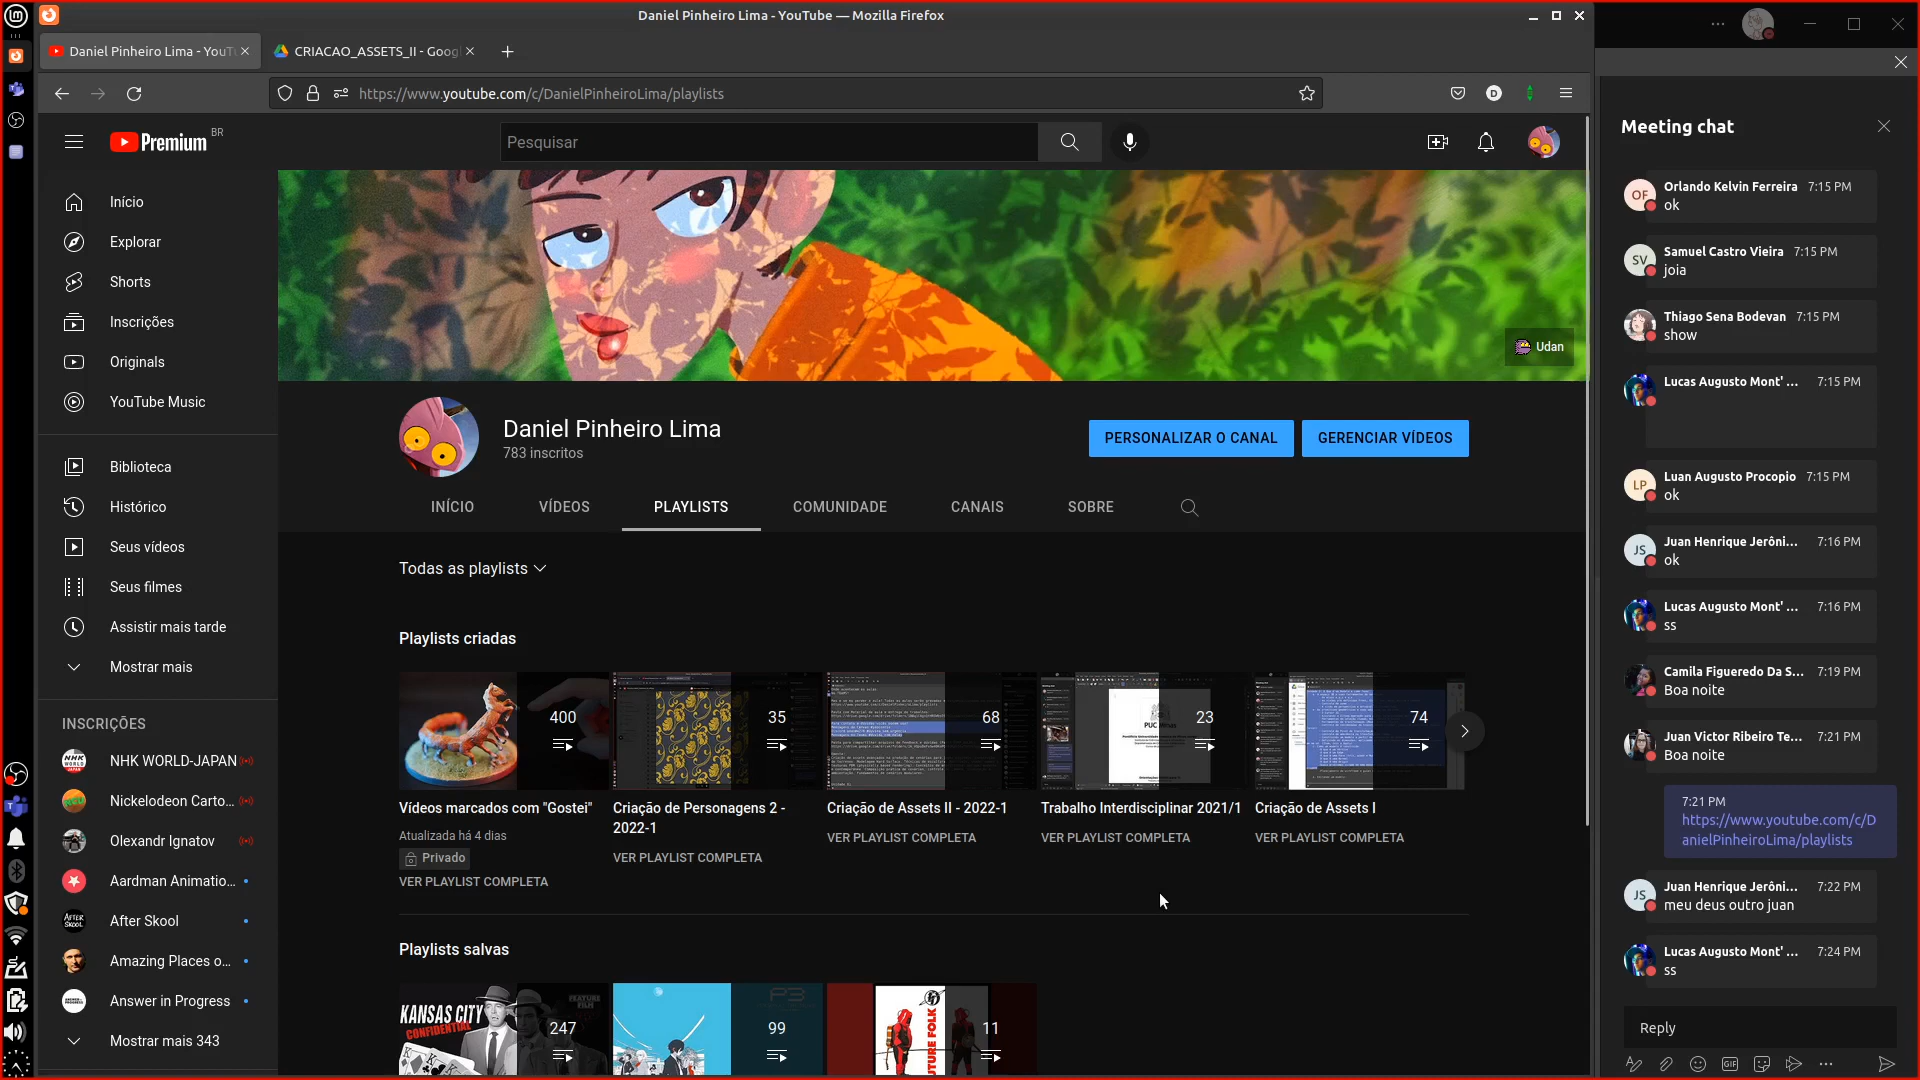 Daniel Pinheiro Lima - YouTube — Mozilla Firefox
Daniel Pinheiro Lima - YouT
CRIACAO_ASSETS_II - Goog
https://www.youtube.com/c/DanielPinheiroLima/playlists
Premium
BR
Pesquisar
Início
Explorar
Shorts
Inscrições
Originals
YouTube Music
Biblioteca
Histórico
Seus vídeos
Seus filmes
Assistir mais tarde
Mostrar mais
INSCRIÇÕES
NHK WORLD-JAPAN
Nickelodeon Carto...
Olexandr Ignatov
Aardman Animatio...
After Skool
Amazing Places o...
Answer in Progress
Mostrar mais 343
Udan
Daniel Pinheiro Lima
783 inscritos
PERSONALIZAR O CANAL
GERENCIAR VÍDEOS
INÍCIO
VÍDEOS
PLAYLISTS
COMUNIDADE
CANAIS
SOBRE
Todas as playlists
Playlists criadas
400
Vídeos marcados com "Gostei"
Atualizada há 4 dias
Privado
VER PLAYLIST COMPLETA
35
Criação de Personagens 2 -
2022-1
VER PLAYLIST COMPLETA
68
Criação de Assets II - 2022-1
VER PLAYLIST COMPLETA
PUC Minas
23
Trabalho Interdisciplinar 2021/1
VER PLAYLIST COMPLETA
74
Criação de Assets I
VER PLAYLIST COMPLETA
Playlists salvas
KANSAS CITY
CONFIDENTIAL
247
P3
99
UTURE FOLK
11
Meeting chat
OF
Orlando Kelvin Ferreira 7:15 PM
ok
SV
Samuel Castro Vieira 7:15 PM
joia
Thiago Sena Bodevan 7:15 PM
show
Lucas Augusto Mont' ... 7:15 PM
LP
Luan Augusto Procopio 7:15 PM
ok
JS
Juan Henrique Jerôni... 7:16 PM
ok
Lucas Augusto Mont' ... 7:16 PM
ss
Camila Figueredo Da S... 7:19 PM
Boa noite
Juan Victor Ribeiro Te... 7:21 PM
Boa noite
7:21 PM
https://www.youtube.com/c/D
anielPinheiroLima/playlists
JS
Juan Henrique Jerôni... 7:22 PM
meu deus outro juan
Lucas Augusto Mont' ... 7:24 PM
ss
Reply
GIF